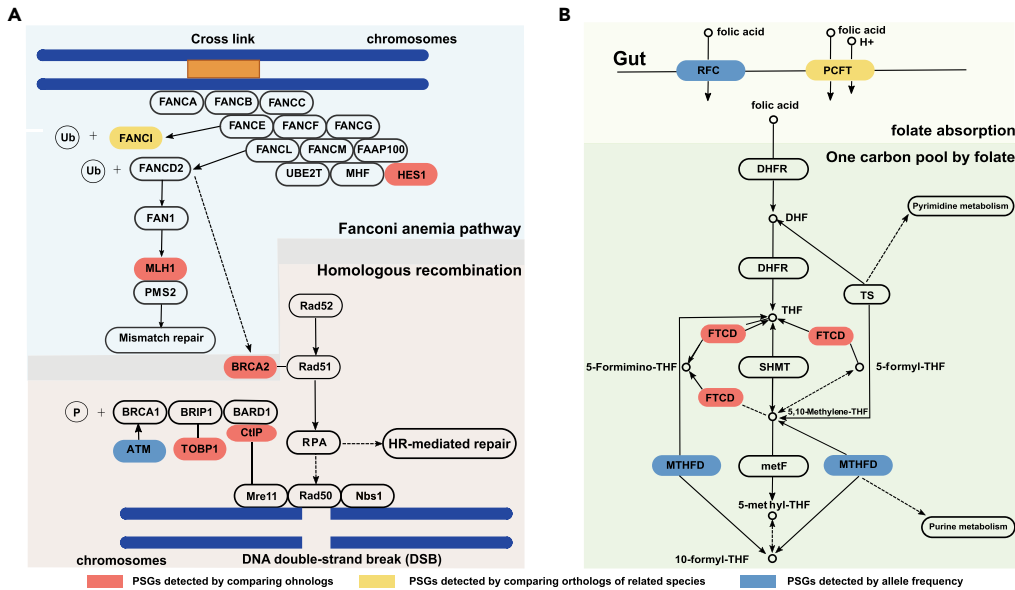 A
B
Cross link
chromosomes
FANCA
FANCB
FANCC
Ub
+
FANCI
FANCE
FANCF
FANCG
FANCL
FANCM
FAAP100
Ub
+
FANCD2
UBE2T
MHF
HES1
FAN1
Fanconi anemia pathway
MLH1
Homologous recombination
PMS2
Rad52
Mismatch repair
BRCA2
Rad51
P
+
BRCA1
BRIP1
BARD1
CtIP
ATM
TOBP1
RPA
HR-mediated repair
Mre11
Rad50
Nbs1
chromosomes
DNA double-strand break (DSB)
folic acid
folic acid
H+
Gut
RFC
PCFT
folic acid
folate absorption
One carbon pool by folate
DHFR
Pyrimidine metabolism
DHF
DHFR
TS
THF
FTCD
FTCD
5-Formimino-THF
SHMT
5-formyl-THF
FTCD
5,10-Methylene-THF
MTHFD
metF
MTHFD
5-met hyl-THF
Purine metabolism
10-formyl-THF
PSGs detected by comparing ohnologs
PSGs detected by comparing orthologs of related species
PSGs detected by allele frequency